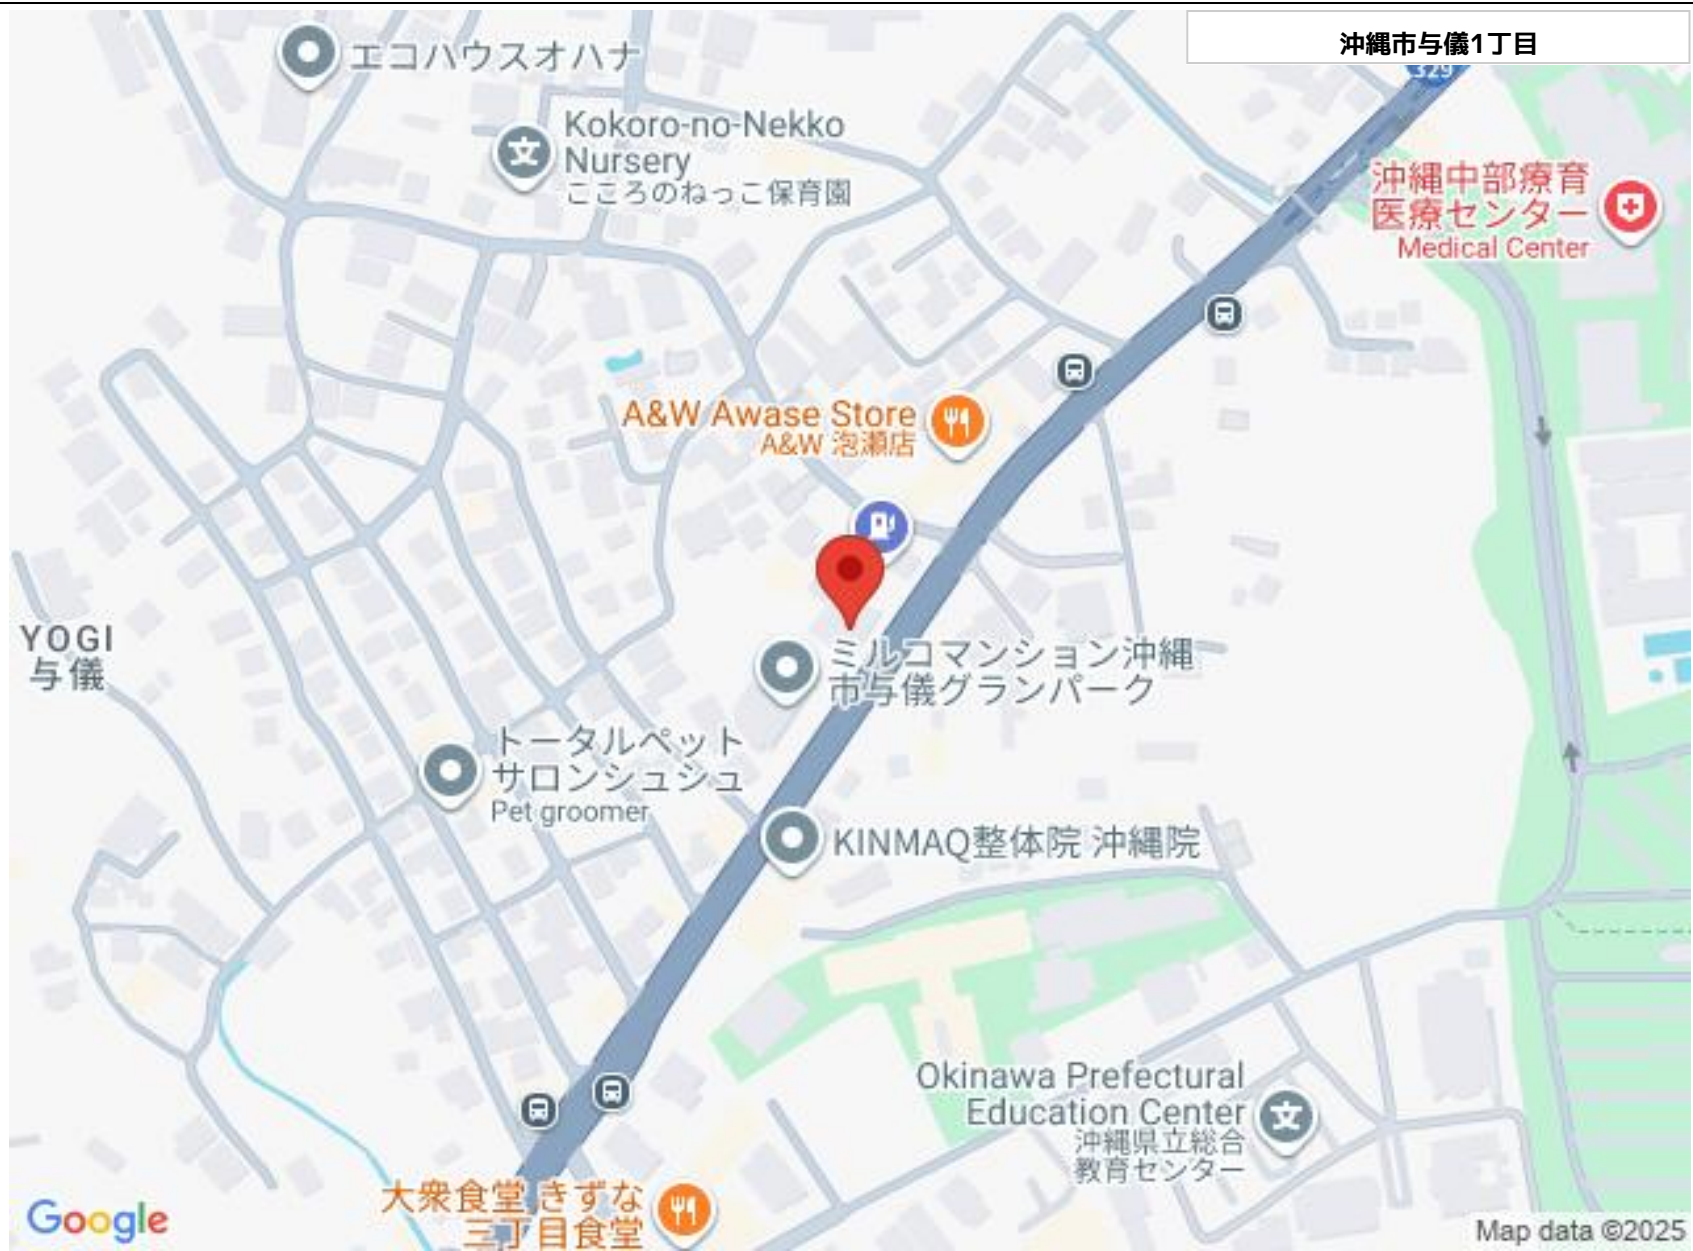 沖縄市与儀1丁目
329
エコハウスオハナ
Kokoro-no-Nekko
Nursery
こころのねっこ保育園
沖縄中部療育
医療センター
Medical Center
A&W Awase Store
A&W 泡瀬店
YOGI
与儀
ミルコマンション沖縄
市与儀グランパーク
トータルペット
サロンシュシュ
Pet groomer
KINMAQ整体院 沖縄院
Okinawa Prefectural
Education Center
沖縄県立総合
教育センター
大衆食堂 きずな
三丁目食堂
Google
Map data ©2025